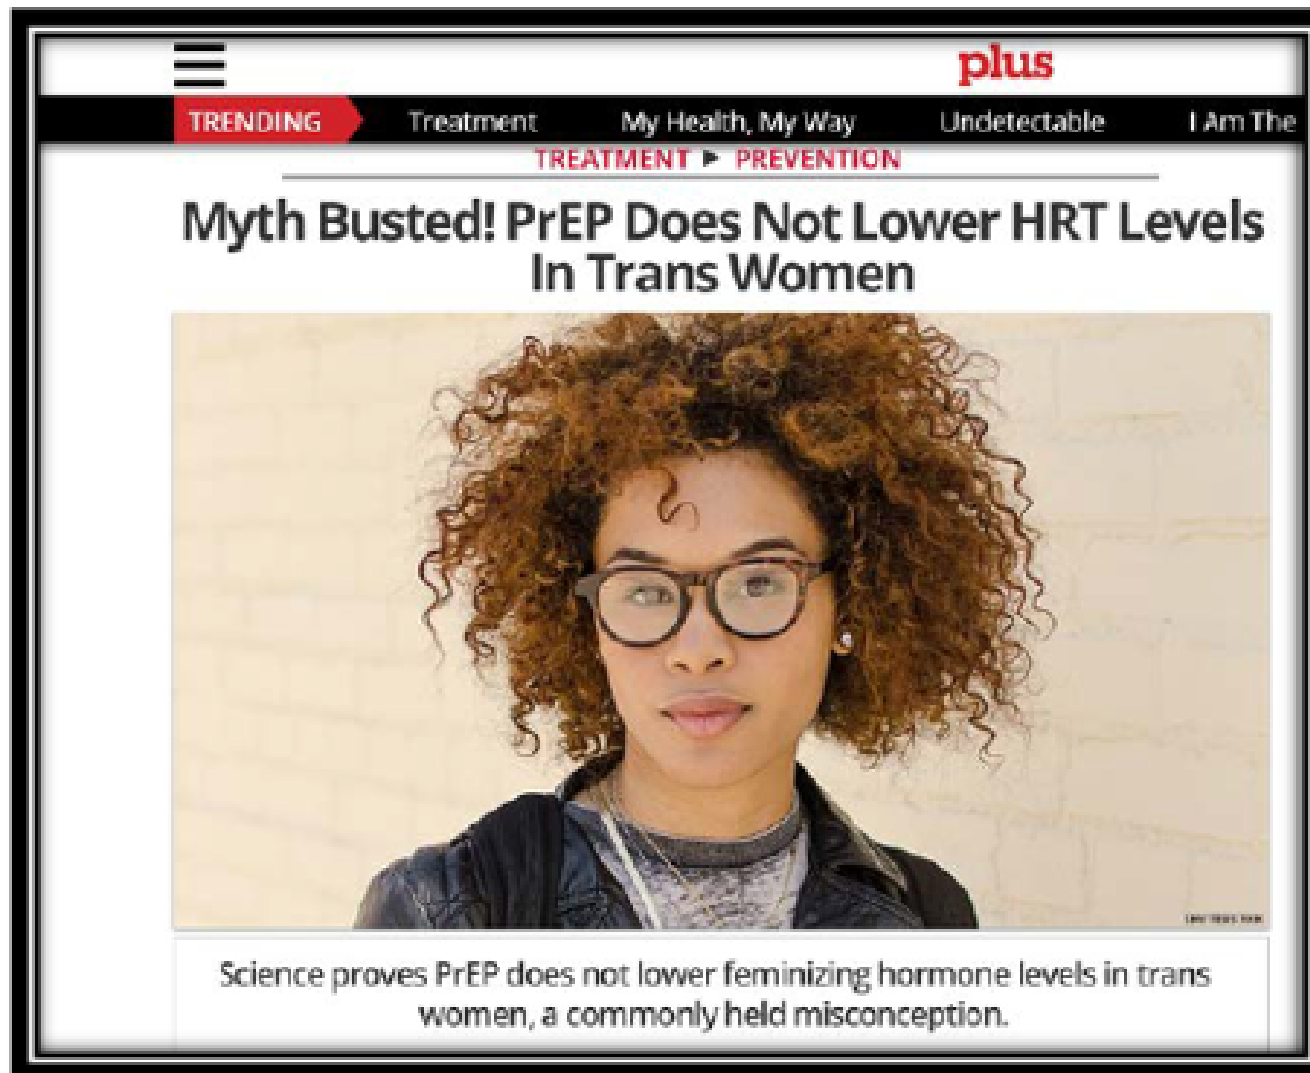 plus
TRENDING Treatment My Health, My Way Undetectable I Am The
TREATMENT ▶ PREVENTION
Myth Busted! PrEP Does Not Lower HRT Levels
In Trans Women
Science proves PrEP does not lower feminizing hormone levels in trans
women, a commonly held misconception.